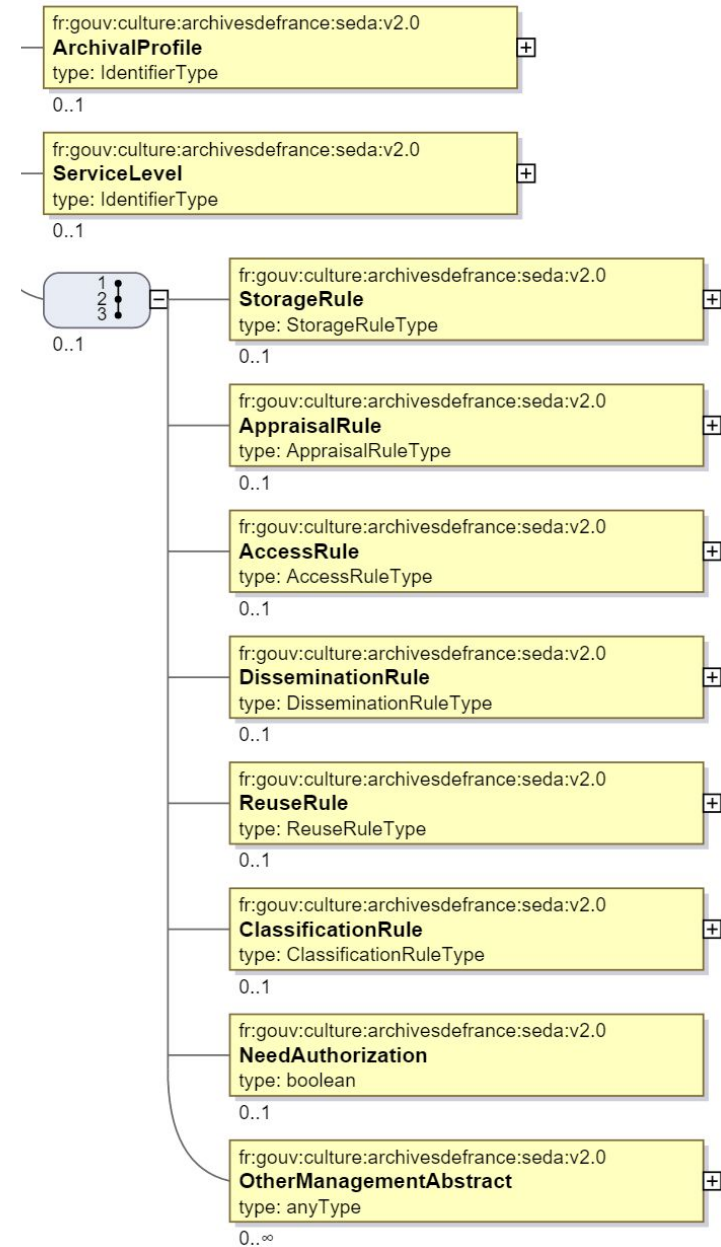 fr:gouv:culture:archivesdefrance:seda:v2.0
ArchivalProfile
type: IdentifierType
0..1
fr:gouv:culture:archivesdefrance:seda:v2.0
ServiceLevel
type: IdentifierType
0..1
1
2
3
0..1
fr:gouv:culture:archivesdefrance:seda:v2.0
StorageRule
type: StorageRuleType
0..1
fr:gouv:culture:archivesdefrance:seda:v2.0
AppraisalRule
type: AppraisalRuleType
0..1
fr:gouv:culture:archivesdefrance:seda:v2.0
AccessRule
type: AccessRuleType
0..1
fr:gouv:culture:archivesdefrance:seda:v2.0
DisseminationRule
type: DisseminationRuleType
0..1
fr:gouv:culture:archivesdefrance:seda:v2.0
ReuseRule
type: ReuseRuleType
0..1
fr:gouv:culture:archivesdefrance:seda:v2.0
ClassificationRule
type: ClassificationRuleType
0..1
fr:gouv:culture:archivesdefrance:seda:v2.0
NeedAuthorization
type: boolean
0..1
fr:gouv:culture:archivesdefrance:seda:v2.0
OtherManagementAbstract
type: anyType
0..∞